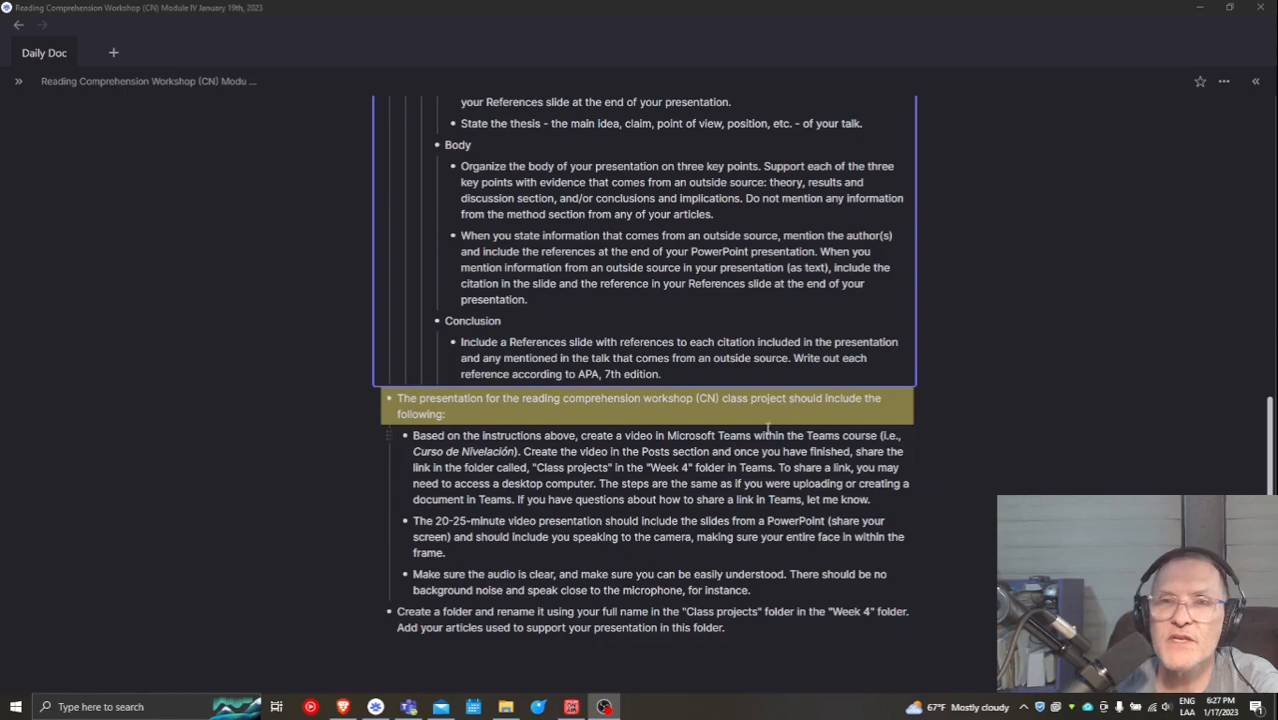 Reading Comprehension Workshop (CN) Module IV January 19th, 2023
Daily Doc
Reading Comprehension Workshop (CN) Modu ...
your References slide at the end of your presentation.
State the thesis - the main idea, claim, point of view, position, etc. - of your talk.
Body
Organize the body of your presentation on three key points. Support each of the three
key points with evidence that comes from an outside source: theory, results and
discussion section, and/or conclusions and implications. Do not mention any information
from the method section from any of your articles.
When you state information that comes from an outside source, mention the author(s)
and include the references at the end of your PowerPoint presentation. When you
mention information from an outside source in your presentation (as text), include the
citation in the slide and the reference in your References slide at the end of your
presentation.
Conclusion
Include a References slide with references to each citation included in the presentation
and any mentioned in the talk that comes from an outside source. Write out each
reference according to APA, 7th edition.
The presentation for the reading comprehension workshop (CN) class project should include the
following:
Based on the instructions above, create a video in Microsoft Teams within the Teams course (i.e.,
Curso de Nivelación). Create the video in the Posts section and once you have finished, share the
link in the folder called, "Class projects" in the "Week 4" folder in Teams. To share a link, you may
need to access a desktop computer. The steps are the same as if you were uploading or creating a
document in Teams. If you have questions about how to share a link in Teams, let me know.
The 20-25-minute video presentation should include the slides from a PowerPoint (share your
screen) and should include you speaking to the camera, making sure your entire face in within the
frame.
Make sure the audio is clear, and make sure you can be easily understood. There should be no
background noise and speak close to the microphone, for instance.
Create a folder and rename it using your full name in the "Class projects" folder in the "Week 4" folder.
Add your articles used to support your presentation in this folder.
Type here to search
67°F Mostly cloudy
ENG
LAA
6:27 PM
1/17/2023